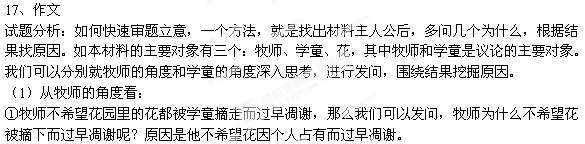 17、作文
试题分析：如何快速审题立意，一个方法，就是找出材料主人公后，多问几个为什么，根据结
果找原因。如本材料的主要对象有三个：牧师、学童、花，其中牧师和学童是议论的主要对象。
我们可以分别就牧师的角度和学童的角度深入思考，进行发问，围绕结果挖掘原因。
（1）从牧师的角度看：
①牧师不希望花园里的花都被学童摘走而过早凋谢，那么我们可以发问，牧师为什么不希望花
被摘下而过早凋谢呢？原因是他不希望花因个人占有而过早凋谢。